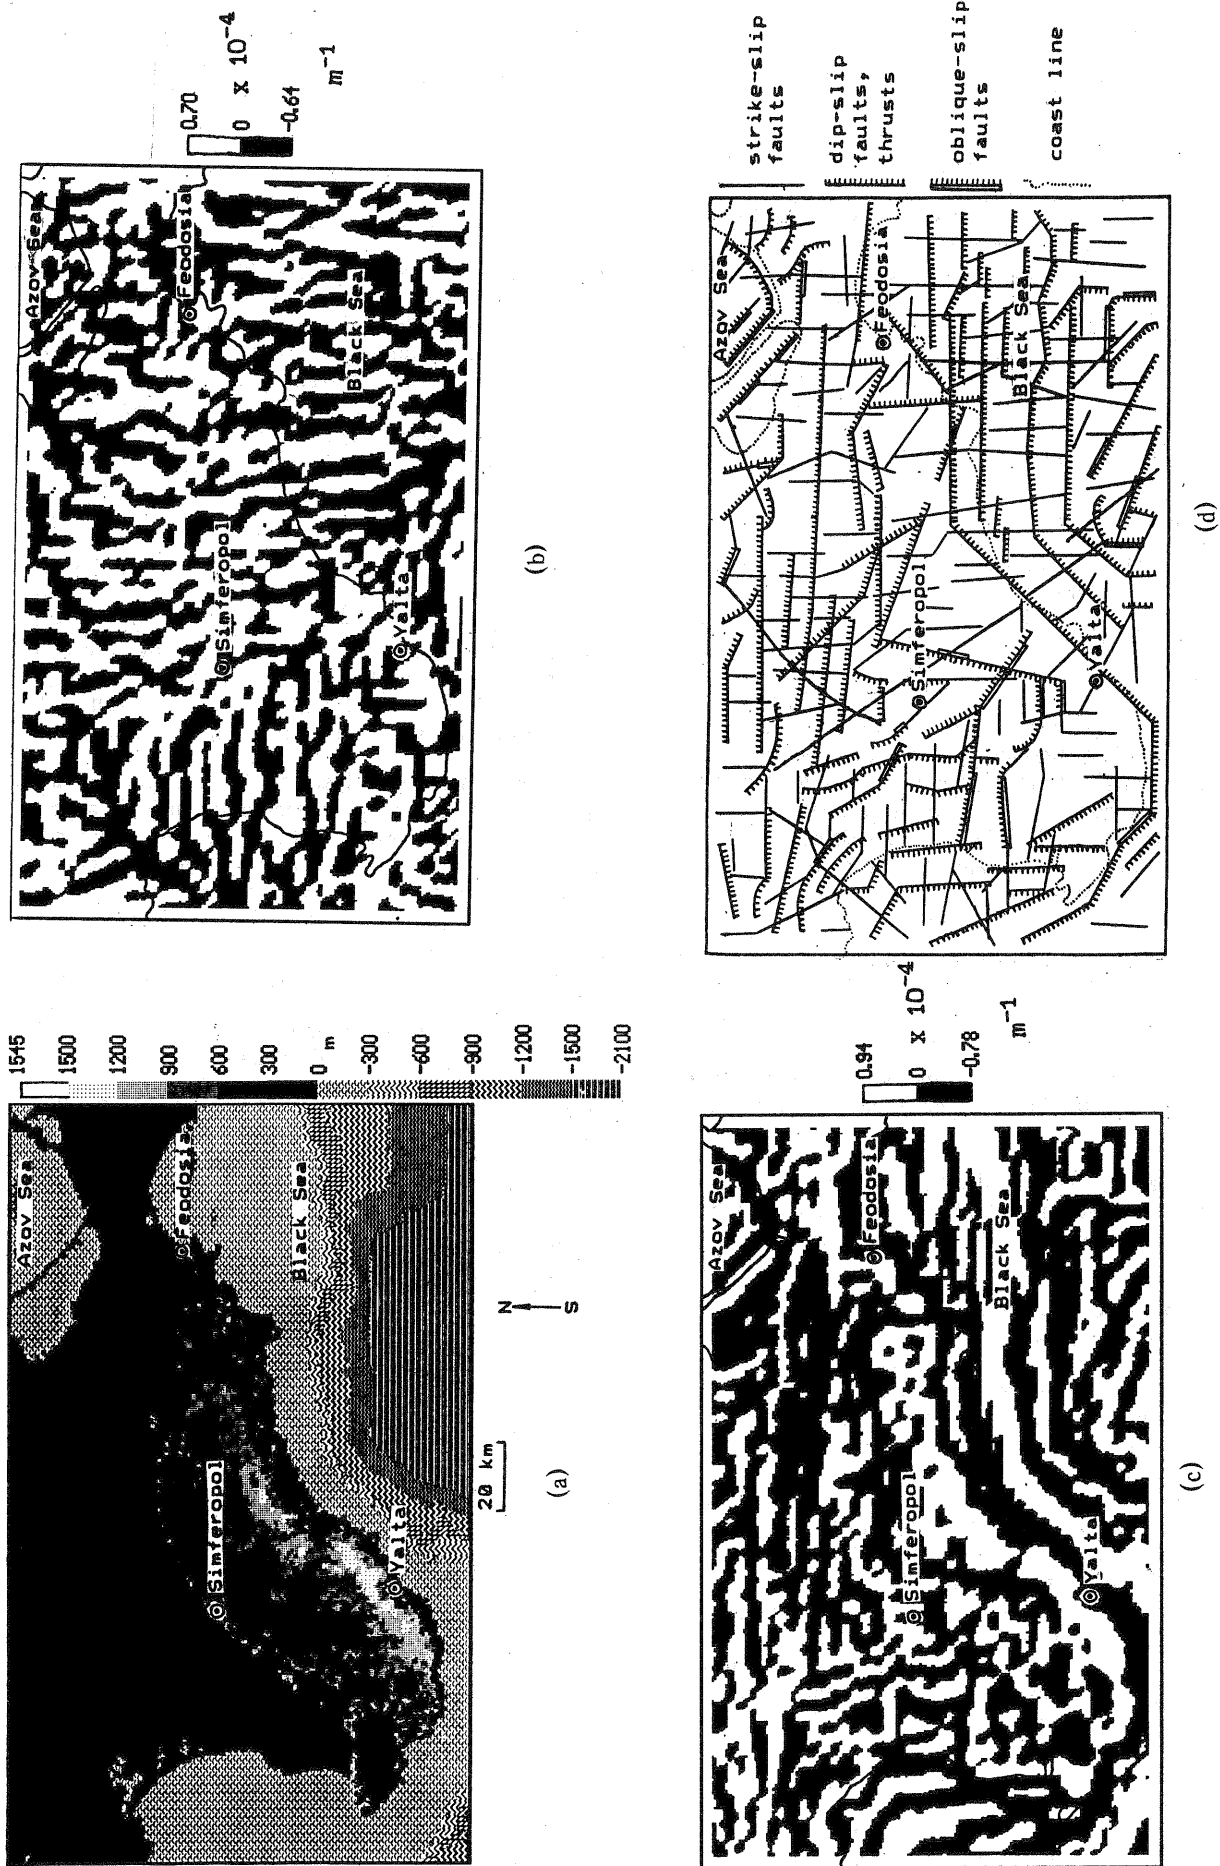 Azov Sea
Feodosia
Simferopol
Black Sea
Yalta
1545
1500
1200
900
600
300
0 m
-300
-600
-900
-1200
-1500
-2100
N
S
20 km
(a)
Azov Sea
Feodosia
Simferopol
Black Sea
Yalta
0.70
0 X 10-4
-0.64
m-1
(b)
Azov Sea
Feodosia
Simferopol
Black Sea
Yalta
0.94
0 X 10-4
-0.78
m-1
(c)
Azov Sea
Feodosia
Simferopol
Black Sea
Yalta
strike-slip
faults
dip-slip
faults,
thrusts
oblique-slip
faults
coast line
(d)